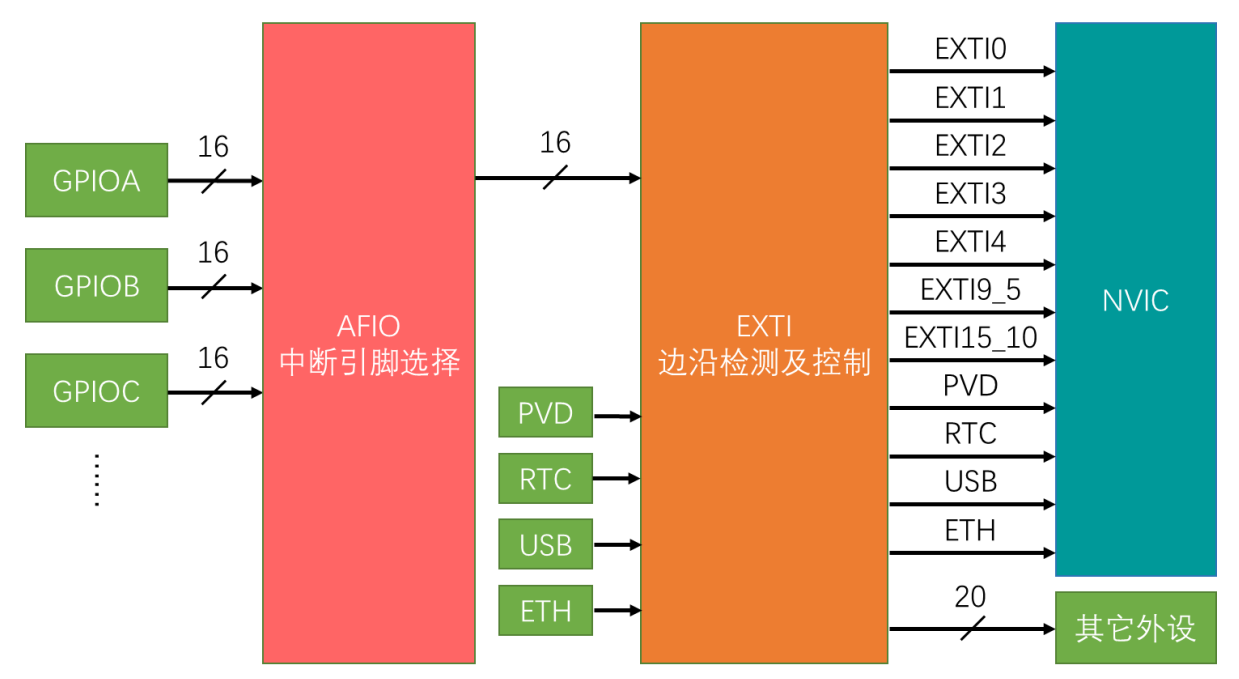 GPIOA
16
GPIOB
16
GPIOC
16
AFIO
中断引脚选择
16
PVD
RTC
USB
ETH
EXTI
边沿检测及控制
EXTI0
EXTI1
EXTI2
EXTI3
EXTI4
EXTI9_5
EXTI15_10
PVD
RTC
USB
ETH
20
NVIC
其它外设